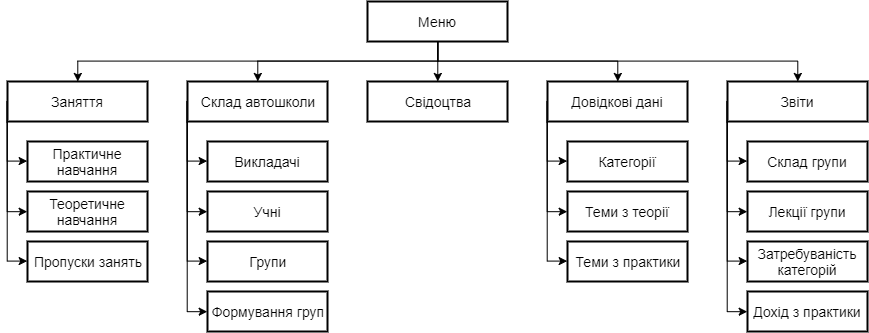 Меню
Заняття
Практичне
навчання
Теоретичне
навчання
Пропуски занять
Склад автошколи
Викладачі
Учні
Групи
Формування груп
Свідоцтва
Довідкові дані
Категорії
Теми з теорії
Теми з практики
Звіти
Склад групи
Лекції групи
Затребуваність
категорій
Дохід з практики